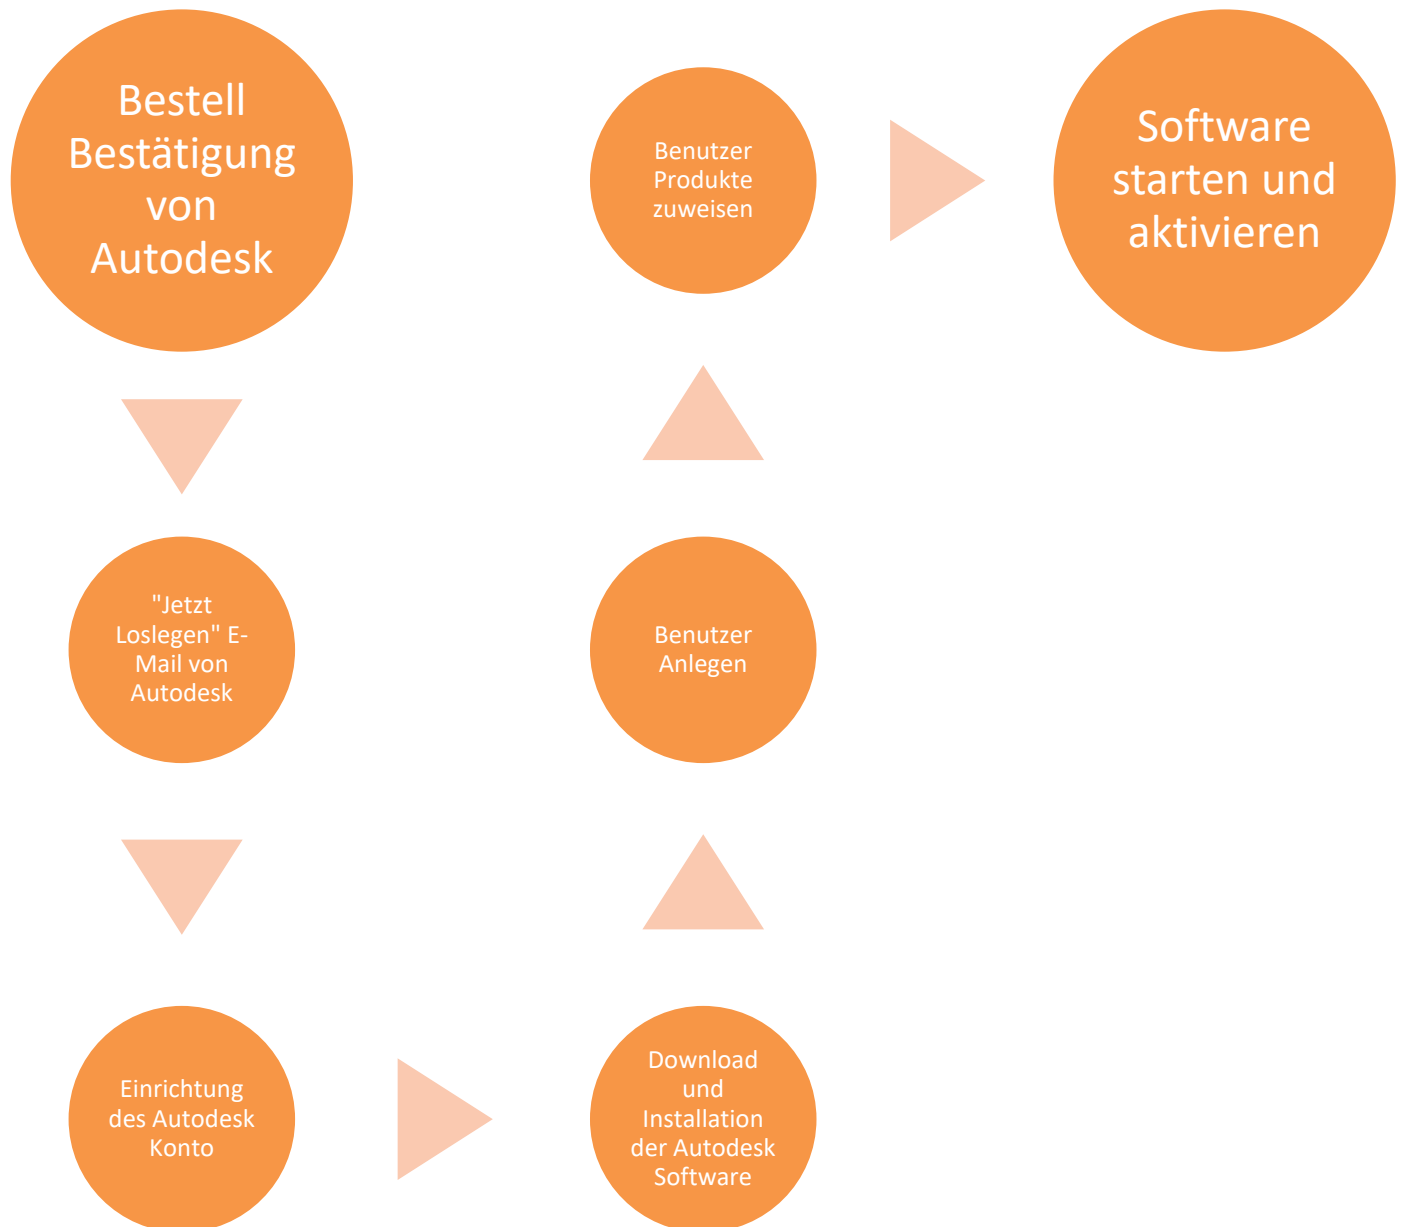 Bestell
Bestätigung
von
Autodesk
"Jetzt
Loslegen" E-
Mail von
Autodesk
Einrichtung
des Autodesk
Konto
Download
und
Installation
der Autodesk
Software
Benutzer
Anlegen
Benutzer
Produkte
zuweisen
Software
starten und
aktivieren